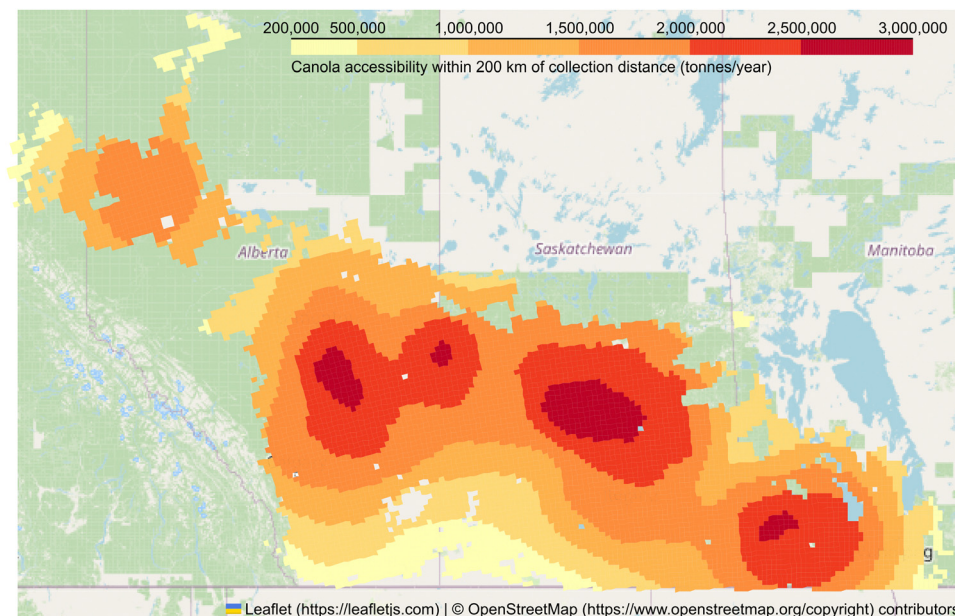 200,000 500,000 1,000,000 1,500,000 2,000,000 2,500,000 3,000,000
Canola accessibility within 200 km of collection distance (tonnes/year)
Alberta Saskatchewan Manitoba
g
Leaflet (https://leafletjs.com) | © OpenStreetMap (https://www.openstreetmap.org/copyright) contributors